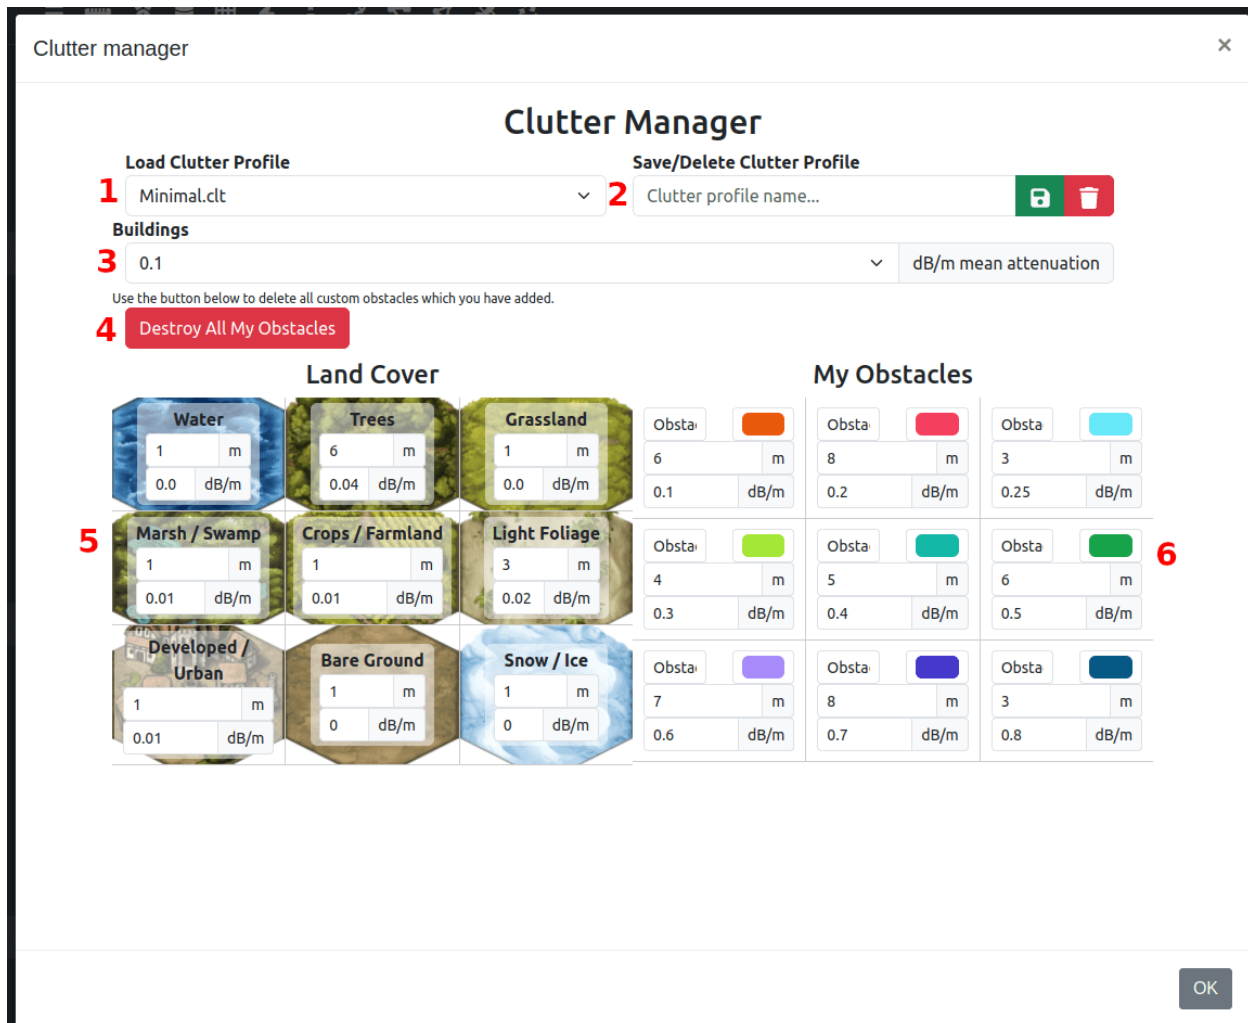 Clutter manager ×
Clutter Manager
Load Clutter Profile Save/Delete Clutter Profile
1 Minimal.clt 2 Clutter profile name...
Buildings
3 0.1 dB/m mean attenuation
Use the button below to delete all custom obstacles which you have added.
4 Destroy All My Obstacles
Land Cover My Obstacles
Water Trees Grassland Obsta Obsta Obsta
1 m 6 m 1 m 6 m 8 m 3 m
0.0 dB/m 0.04 dB/m 0.0 dB/m 0.1 dB/m 0.2 dB/m 0.25 dB/m
5 Marsh / Swamp Crops / Farmland Light Foliage Obsta Obsta Obsta 6
1 m 1 m 3 m 4 m 5 m 6 m
0.01 dB/m 0.01 dB/m 0.02 dB/m 0.3 dB/m 0.4 dB/m 0.5 dB/m
Developed /
Urban Bare Ground Snow / Ice Obsta Obsta Obsta
1 m 1 m 1 m 7 m 8 m 3 m
0.01 dB/m 0 dB/m 0 dB/m 0.6 dB/m 0.7 dB/m 0.8 dB/m
OK